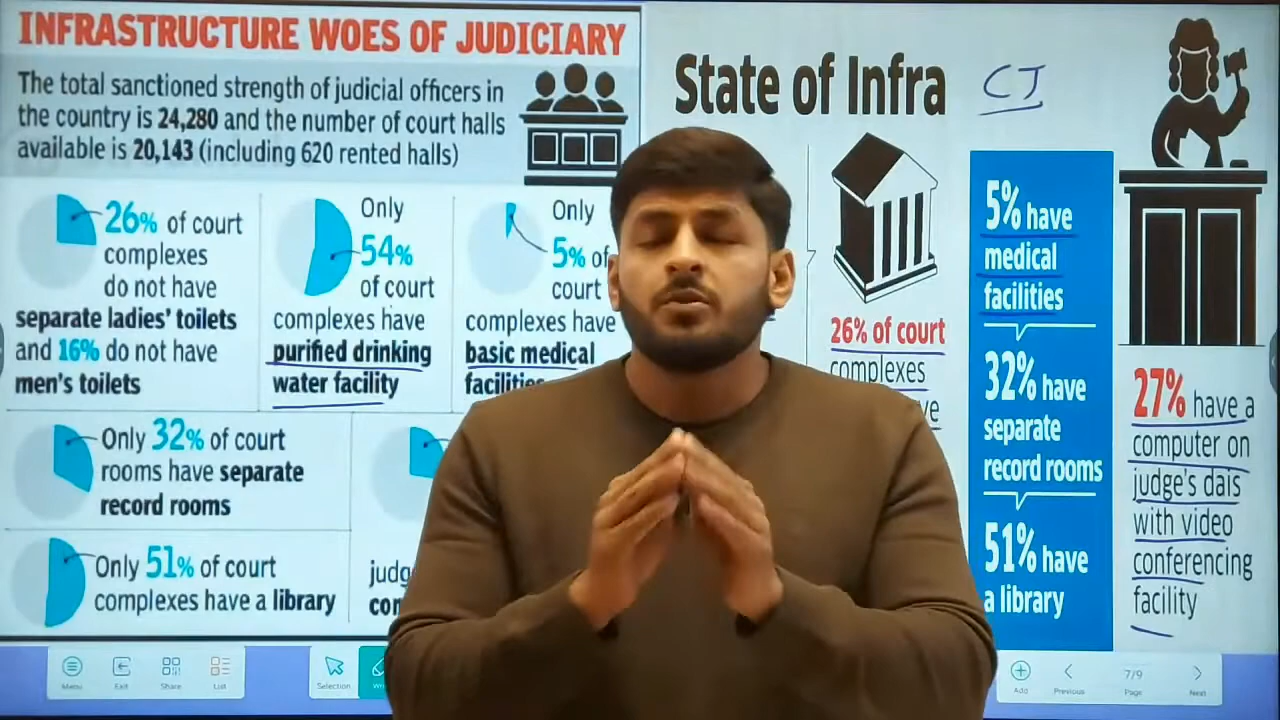 INFRASTRUCTURE WOES OF JUDICIARY
The total sanctioned strength of judicial officers in
the country is 24,280 and the number of court halls
available is 20,143 (including 620 rented halls)
26% of court
complexes
do not have
separate ladies' toilets
and 16% do not have
men's toilets
Only
54%
of court
complexes have
purified drinking
water facility
Only
5% of
court
complexes have
basic medical
Only 32% of court
rooms have separate
record rooms
Only 51% of court
complexes have a library
State of Infra
CJ
26% of court
complexes
5% have
medical
facilities
32% have
separate
record rooms
51% have
a library
27% have a
computer on
judge's dais
with video
conferencing
facility
Menu
Exit
Share
List
Selection
Add
Previous
7/9
Page
Next